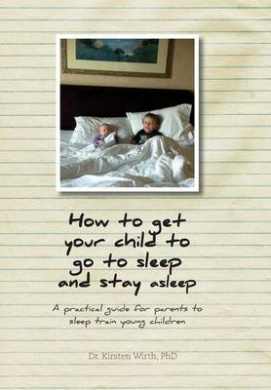 How to get
your child to
go to sleep
and stay asleep
A practical guide for parents to
sleep train young children
Dr. Kirsten Wirth, PhD